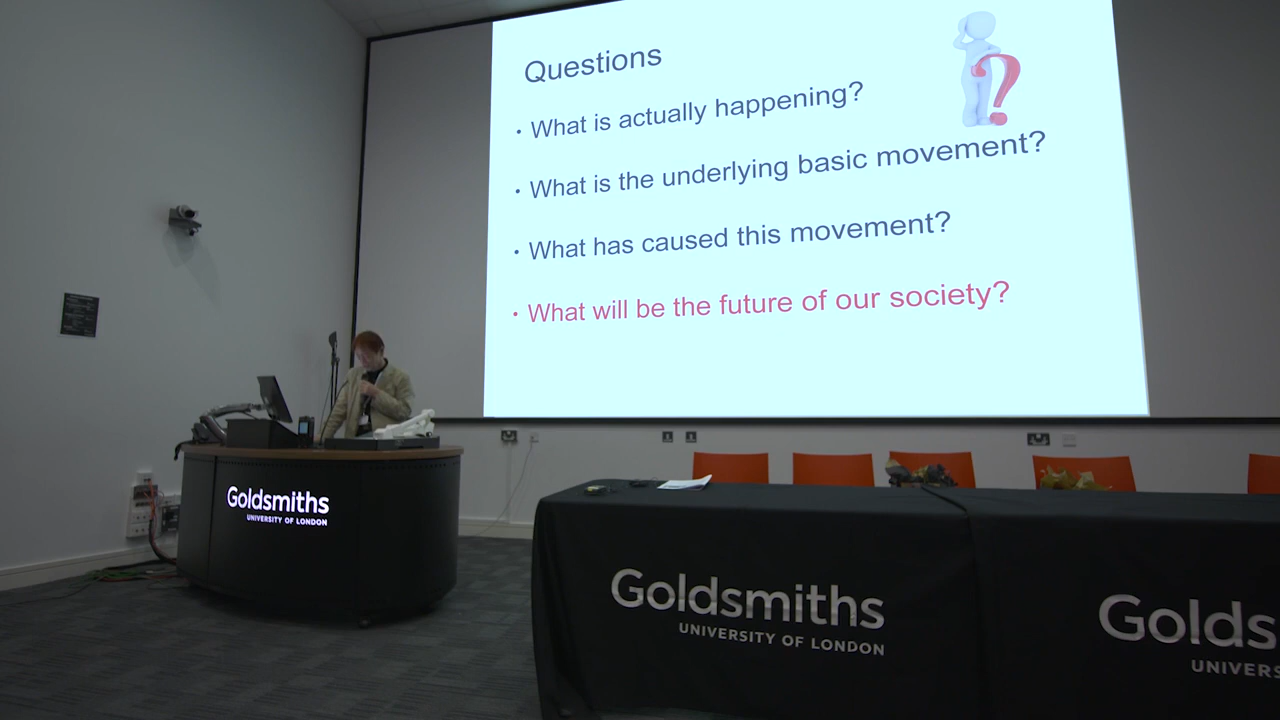 Questions
• What is actually happening?
• What is the underlying basic movement?
• What has caused this movement?
• What will be the future of our society?
Goldsmiths
UNIVERSITY OF LONDON
Goldsmiths
UNIVERSITY OF LONDON
Golds
UNIVERS